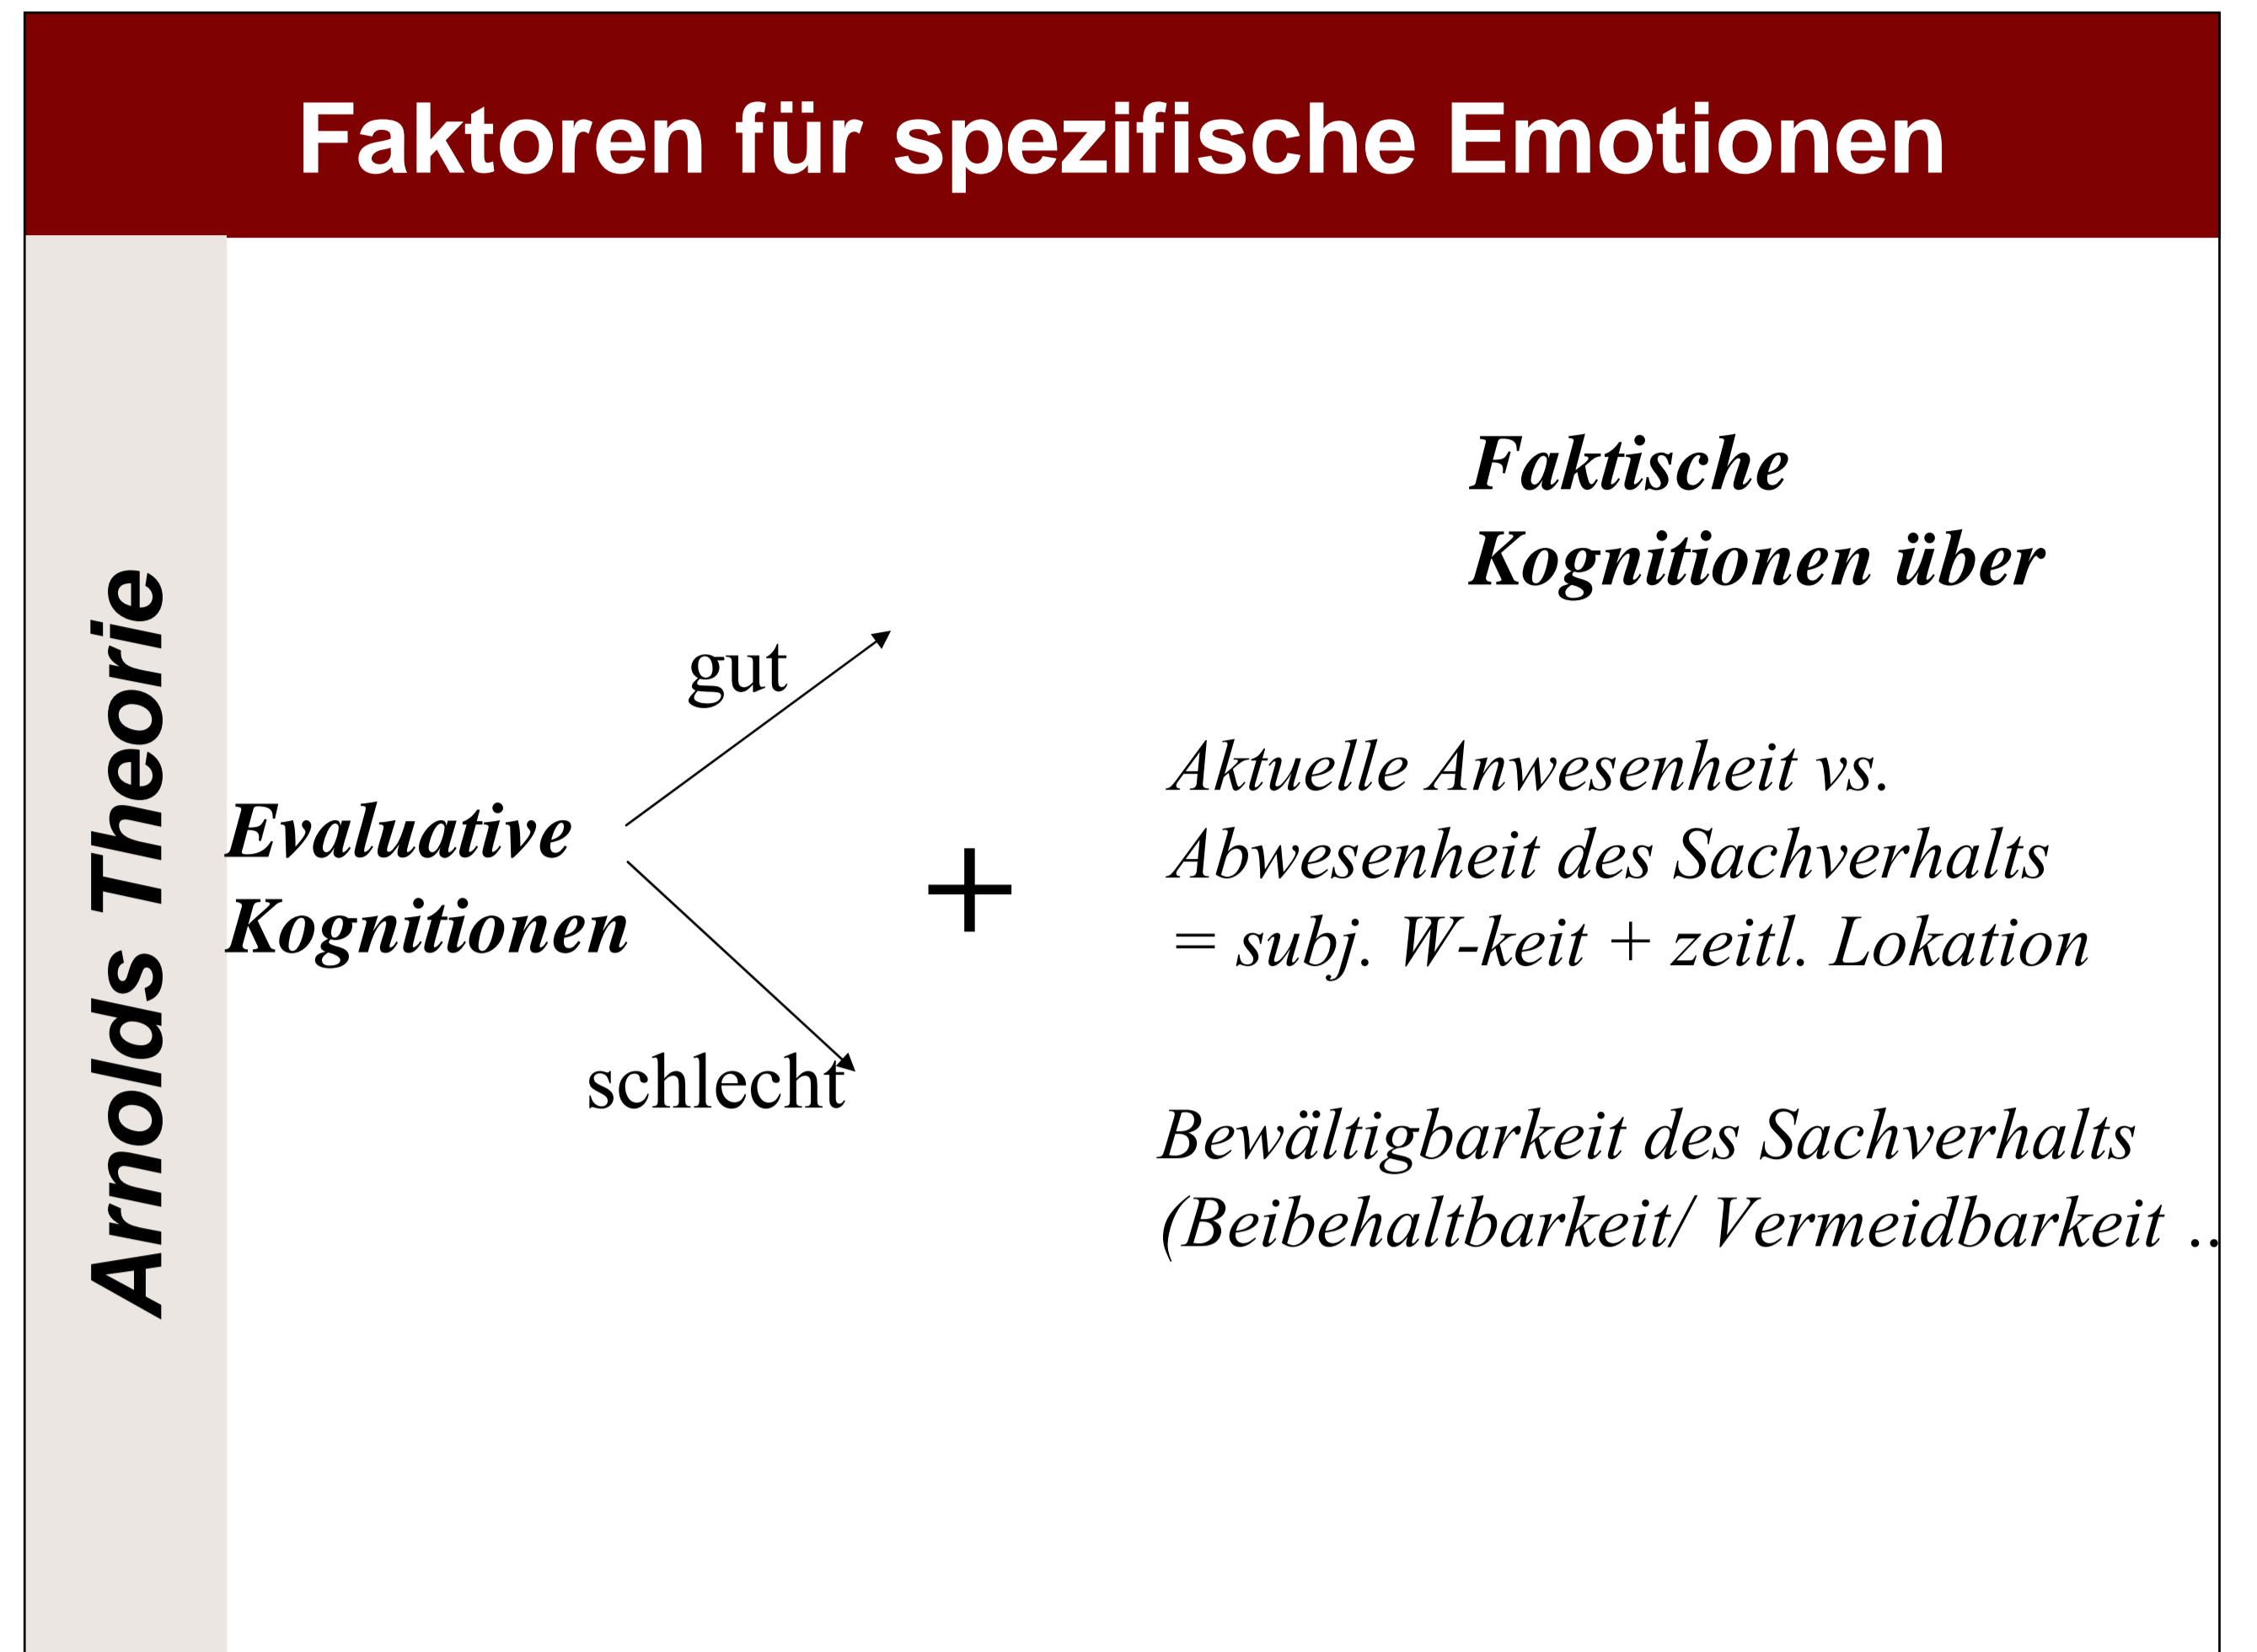 Faktoren für spezifische Emotionen
Arnolds Theorie
Evaluative
Kognitionen
gut
schlecht
+
Faktische
Kognitionen über
Aktuelle Anwesenheit vs.
Abwesenheit des Sachverhalts
= subj. W-keit + zeitl. Lokation
Bewältigbarkeit des Sachverhalts
(Beibehaltbarkeit/ Vermeidbarkeit ..